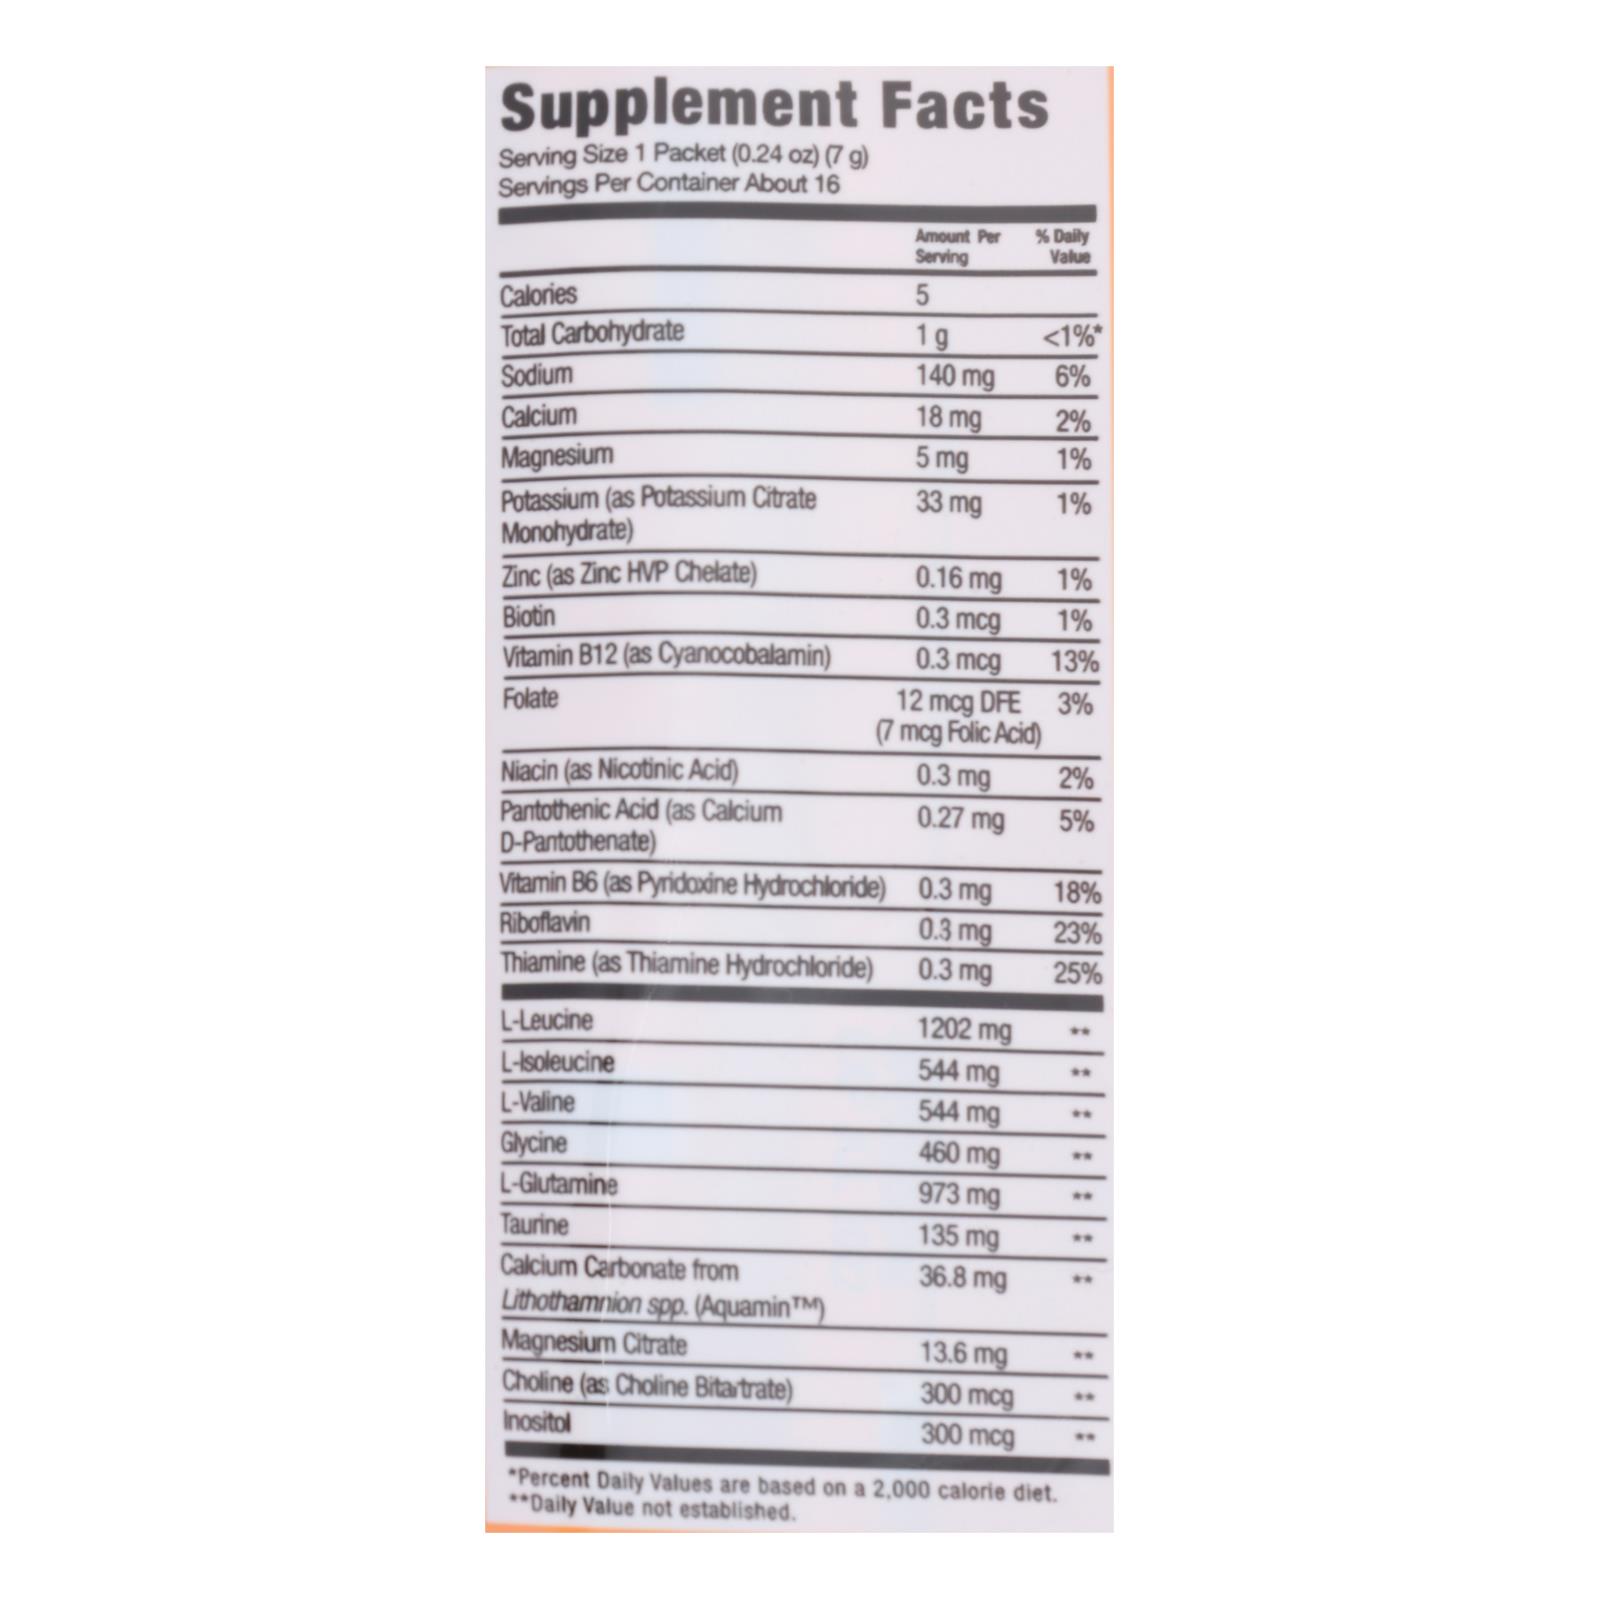 Supplement Facts
Serving Size 1 Packet (0.24 oz) (7 g)
Servings Per Container About 16
Amount Per Serving % Daily Value
Calories 5
Total Carbohydrate 1 g <1%*
Sodium 140 mg 6%
Calcium 18 mg 2%
Magnesium 5 mg 1%
Potassium (as Potassium Citrate 33 mg 1%
Monohydrate)
Zinc (as Zinc HVP Chelate) 0.16 mg 1%
Biotin 0.3 mcg 1%
Vitamin B12 (as Cyanocobalamin) 0.3 mcg 13%
Folate 12 mcg DFE 3%
(7 mcg Folic Acid)
Niacin (as Nicotinic Acid) 0.3 mg 2%
Pantothenic Acid (as Calcium 0.27 mg 5%
D-Pantothenate)
Vitamin B6 (as Pyridoxine Hydrochloride) 0.3 mg 18%
Riboflavin 0.3 mg 23%
Thiamine (as Thiamine Hydrochloride) 0.3 mg 25%
L-Leucine 1202 mg **
L-Isoleucine 544 mg **
L-Valine 544 mg **
Glycine 460 mg **
L-Glutamine 973 mg **
Taurine 135 mg **
Calcium Carbonate from 36.8 mg **
Lithothamnion spp. (Aquamin™)
Magnesium Citrate 13.6 mg **
Choline (as Choline Bitartrate) 300 mcg **
Inositol 300 mcg **
*Percent Daily Values are based on a 2,000 calorie diet.
**Daily Value not established.